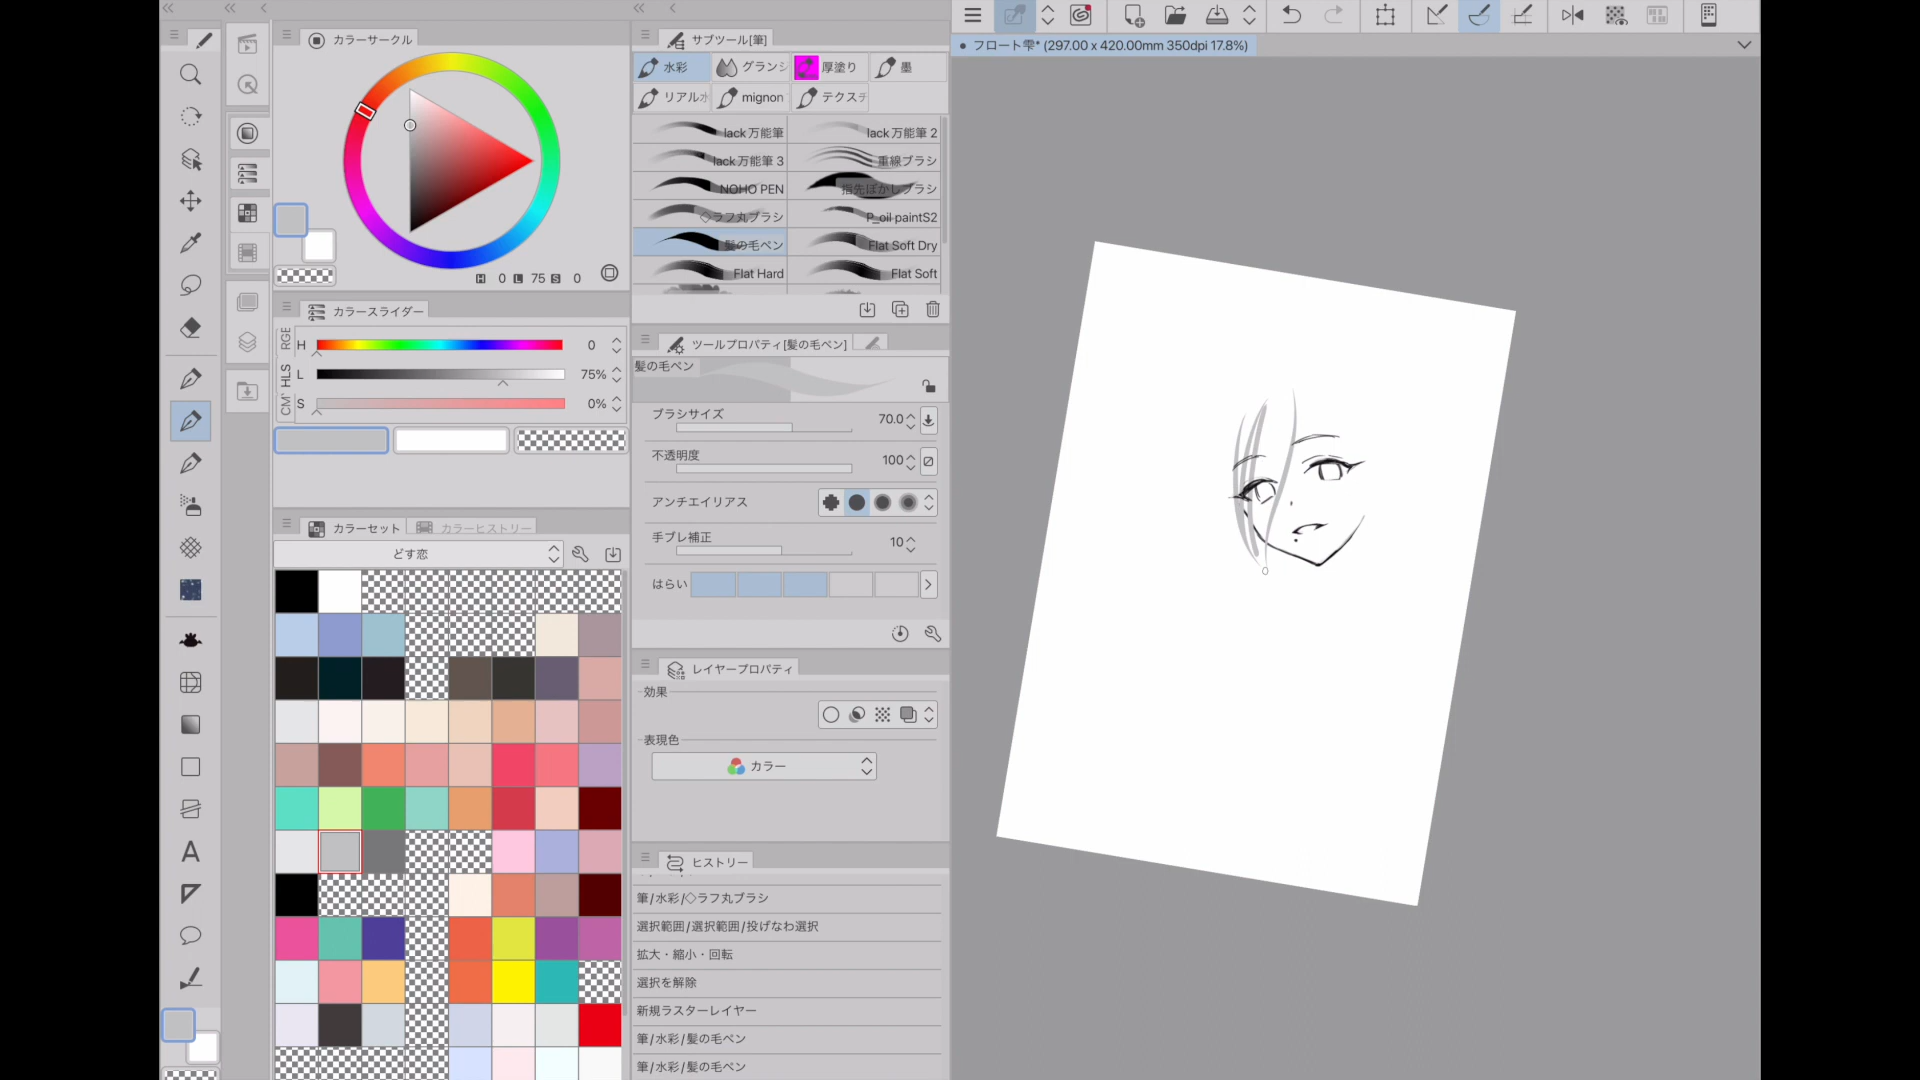 カラーサークル
H 0 L 75 S 0
カラースライダー
RGB
HLS
H 0
L 75%
S 0%
カラーセット
カラーヒストリー
どす恋
サブツール[筆]
水彩
厚塗り
墨
mignon
lack万能筆
lack万能筆 2
lack万能筆 3
重線ブラシ
NOHO PEN
指先ぼかしブラシ
◇ラフ丸ブラシ
P_oil paintS2
髪の毛ペン
Flat Soft Dry
Flat Hard
Flat Soft
ツールプロパティ[髪の毛ペン]
髪の毛ペン
ブラシサイズ 70.0
不透明度 100
アンチエイリアス
手ブレ補正 10
はらい
レイヤープロパティ
効果
表現色
カラー
ヒストリー
筆/水彩/◇ラフ丸ブラシ
選択範囲/選択範囲/投げなわ選択
拡大・縮小・回転
選択を解除
新規ラスターレイヤー
筆/水彩/髪の毛ペン
筆/水彩/髪の毛ペン
フロート雫* (297.00 x 420.00mm 350dpi 17.8%)